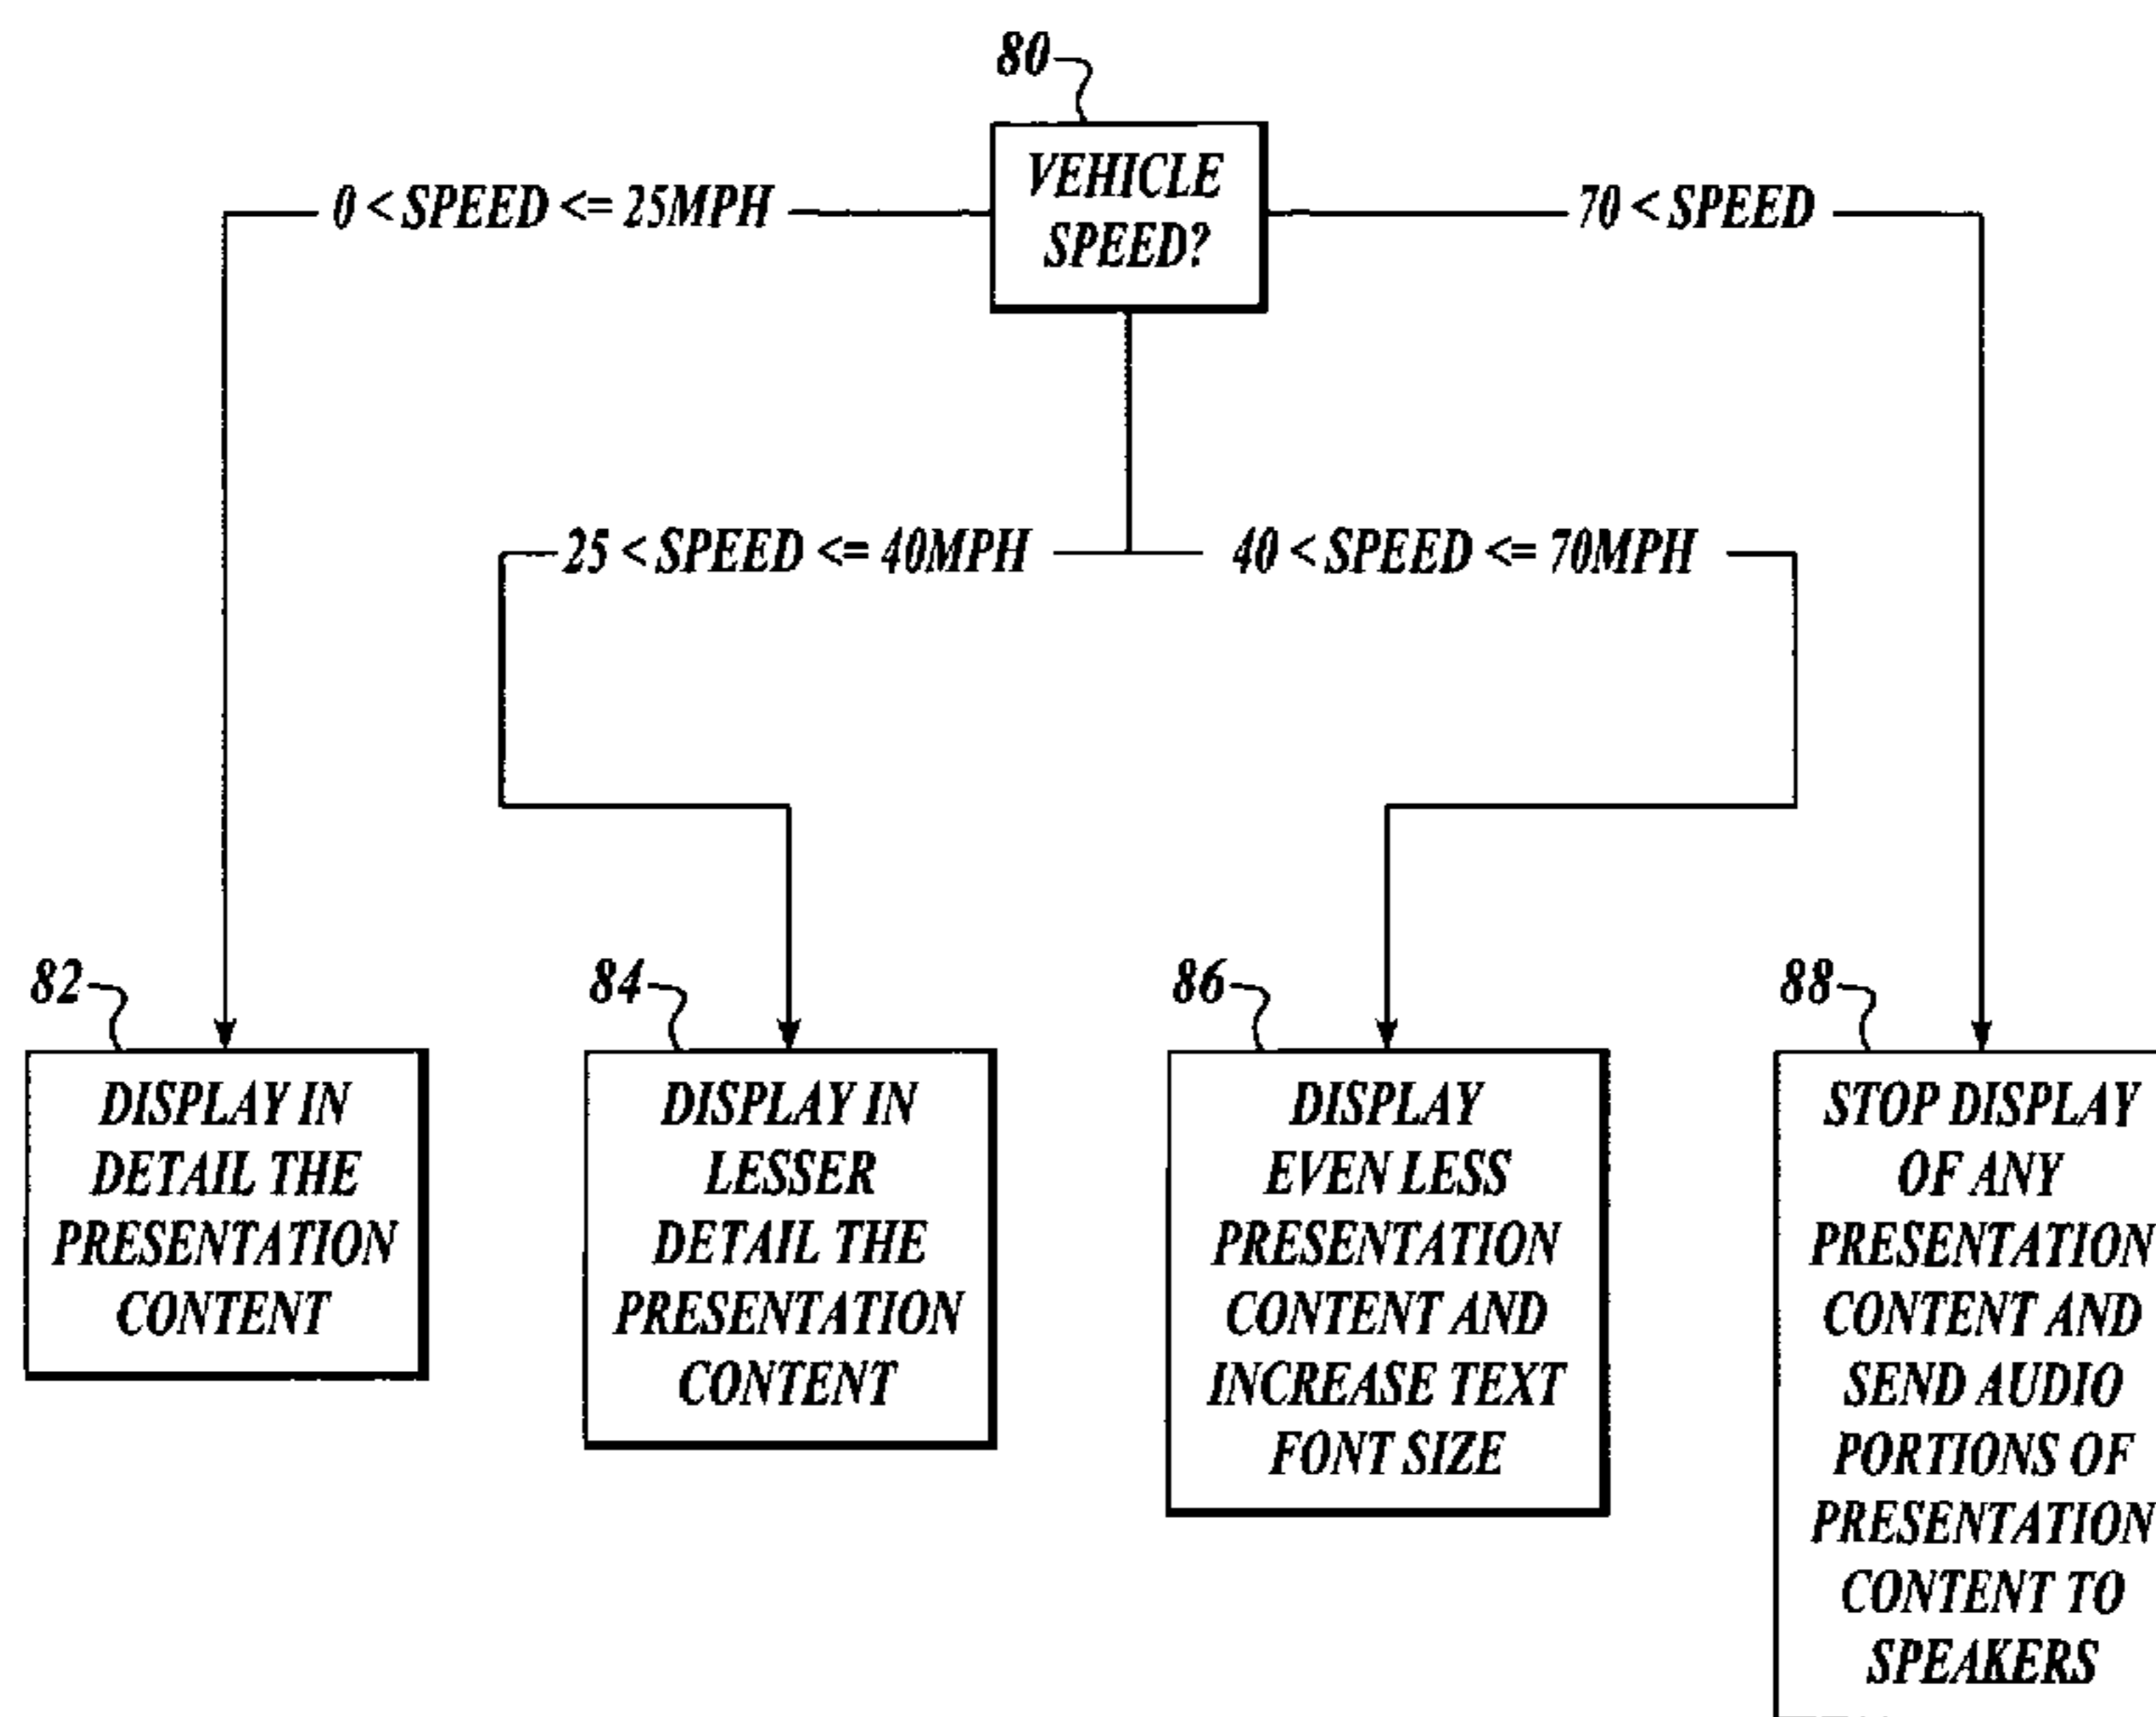 80
VEHICLE
SPEED?
0 < SPEED <= 25MPH
70 < SPEED
25 < SPEED <= 40MPH
40 < SPEED <= 70MPH
82
DISPLAY IN
DETAIL THE
PRESENTATION
CONTENT
84
DISPLAY IN
LESSER
DETAIL THE
PRESENTATION
CONTENT
86
DISPLAY
EVEN LESS
PRESENTATION
CONTENT AND
INCREASE TEXT
FONT SIZE
88
STOP DISPLAY
OF ANY
PRESENTATION
CONTENT AND
SEND AUDIO
PORTIONS OF
PRESENTATION
CONTENT TO
SPEAKERS